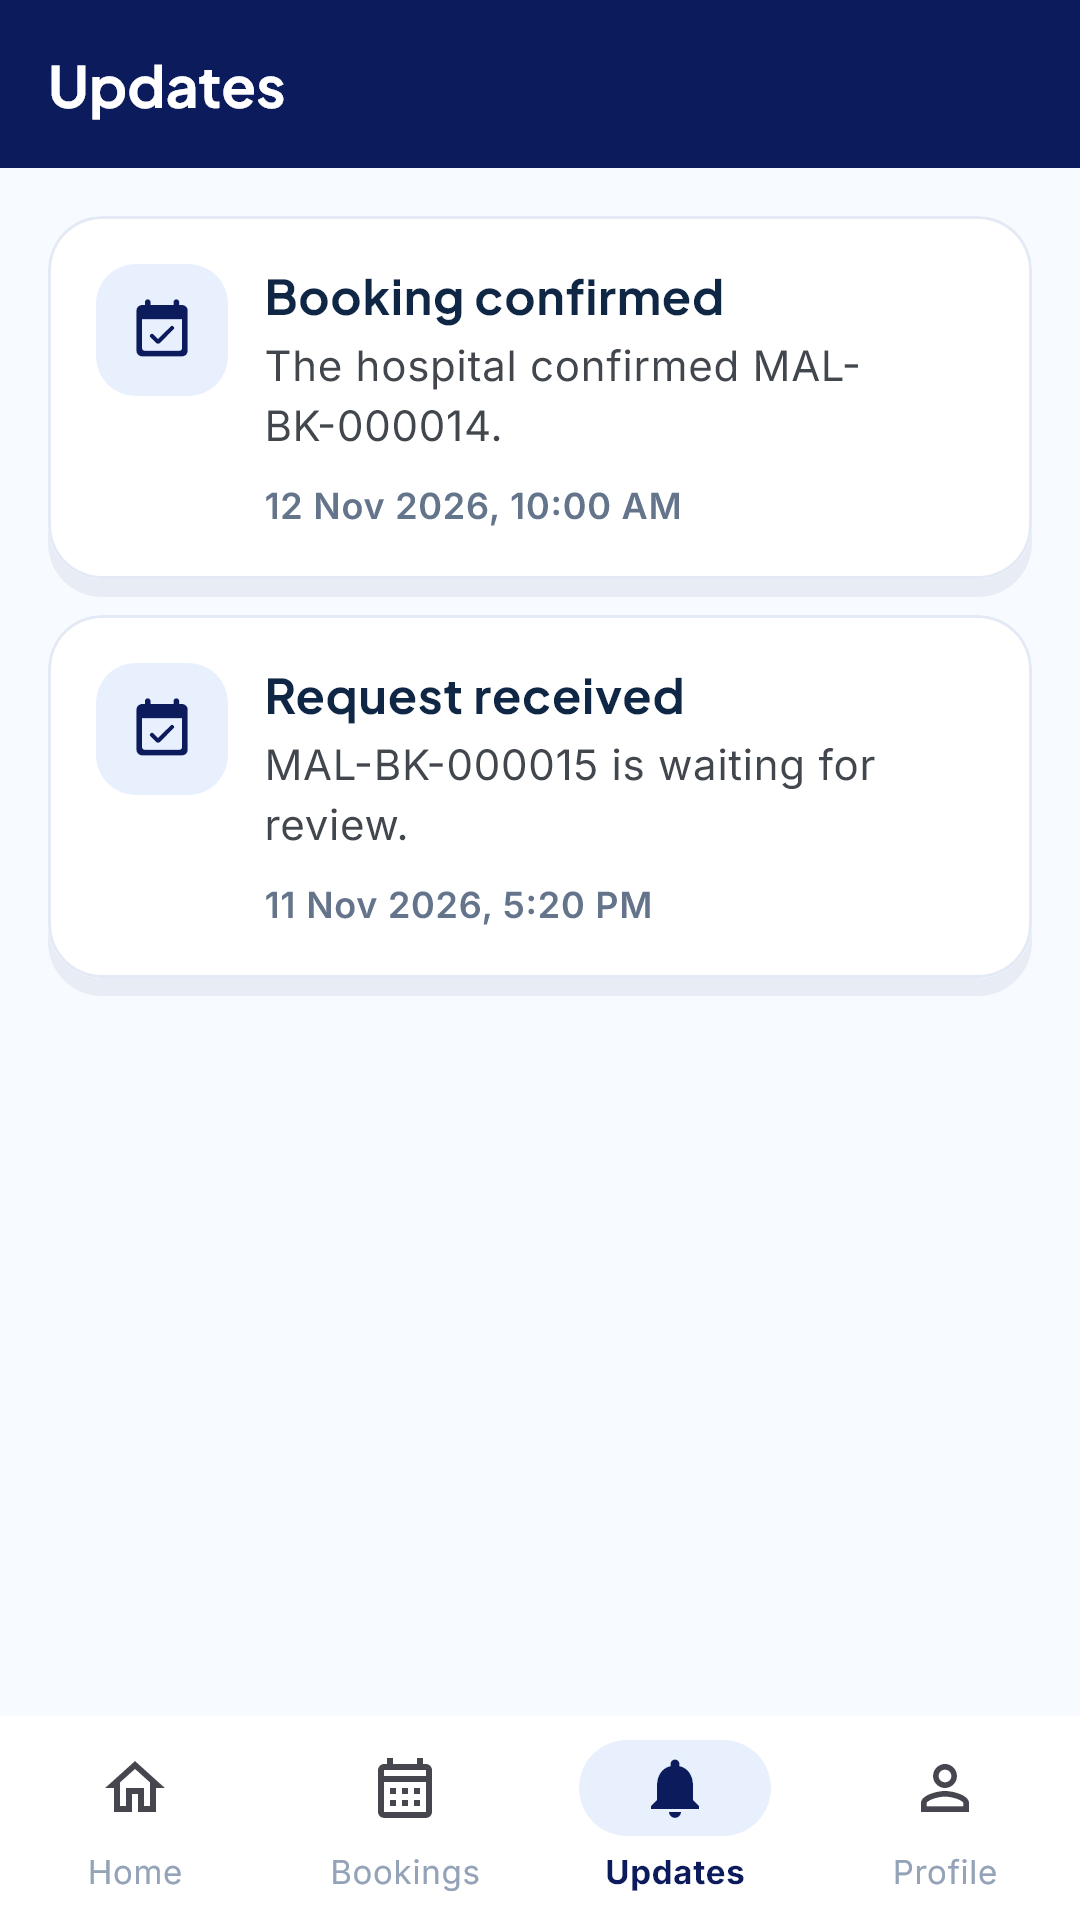 Updates
Booking confirmed
The hospital confirmed MAL-
BK-000014.
12 Nov 2026, 10:00 AM
Request received
MAL-BK-000015 is waiting for
review.
11 Nov 2026, 5:20 PM
Home
Bookings
Updates
Profile